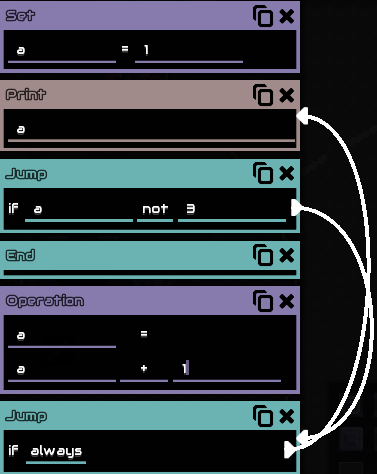 Set
a = 1
Print
a
Jump
if a not 3
End
Operation
a =
a + 1
Jump
if always